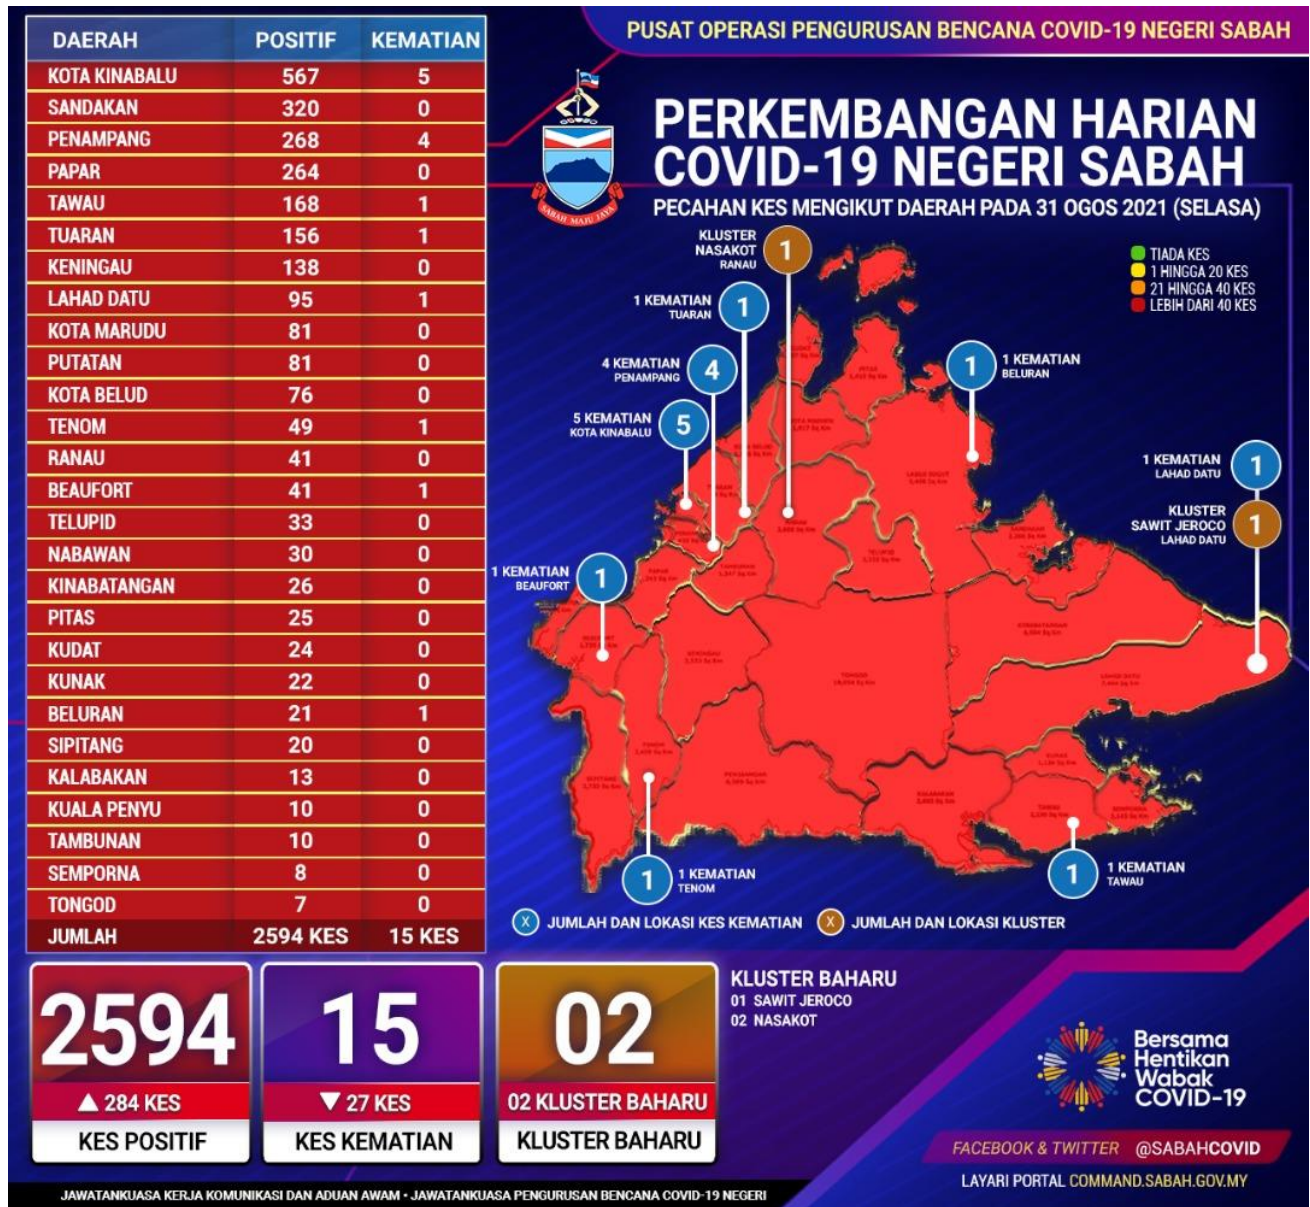 PUSAT OPERASI PENGURUSAN BENCANA COVID-19 NEGERI SABAH
PERKEMBANGAN HARIAN
COVID-19 NEGERI SABAH
PECAHAN KES MENGIKUT DAERAH PADA 31 OGOS 2021 (SELASA)
SABAH MAJU JAYA
DAERAH POSITIF KEMATIAN
KOTA KINABALU 567 5
SANDAKAN 320 0
PENAMPANG 268 4
PAPAR 264 0
TAWAU 168 1
TUARAN 156 1
KENINGAU 138 0
LAHAD DATU 95 1
KOTA MARUDU 81 0
PUTATAN 81 0
KOTA BELUD 76 0
TENOM 49 1
RANAU 41 0
BEAUFORT 41 1
TELUPID 33 0
NABAWAN 30 0
KINABATANGAN 26 0
PITAS 25 0
KUDAT 24 0
KUNAK 22 0
BELURAN 21 1
SIPITANG 20 0
KALABAKAN 13 0
KUALA PENYU 10 0
TAMBUNAN 10 0
SEMPORNA 8 0
TONGOD 7 0
JUMLAH 2594 KES 15 KES
TIADA KES
1 HINGGA 20 KES
21 HINGGA 40 KES
LEBIH DARI 40 KES
KLUSTER
NASAKOT
RANAU
1
1 KEMATIAN
TUARAN
1
4 KEMATIAN
PENAMPANG
4
5 KEMATIAN
KOTA KINABALU
5
1
1 KEMATIAN
BELURAN
1 KEMATIAN
LAHAD DATU
1
KLUSTER
SAWIT JEROCO
LAHAD DATU
1
1 KEMATIAN
BEAUFORT
1
1
1 KEMATIAN
TENOM
1
1 KEMATIAN
TAWAU
X JUMLAH DAN LOKASI KES KEMATIAN
X JUMLAH DAN LOKASI KLUSTER
2594
284 KES
KES POSITIF
15
27 KES
KES KEMATIAN
02
02 KLUSTER BAHARU
KLUSTER BAHARU
KLUSTER BAHARU
01 SAWIT JEROCO
02 NASAKOT
Bersama
Hentikan
Wabak
COVID-19
FACEBOOK & TWITTER @SABAHCOVID
LAYARI PORTAL COMMAND.SABAH.GOV.MY
JAWATANKUASA KERJA KOMUNIKASI DAN ADUAN AWAM • JAWATANKUASA PENGURUSAN BENCANA COVID-19 NEGERI